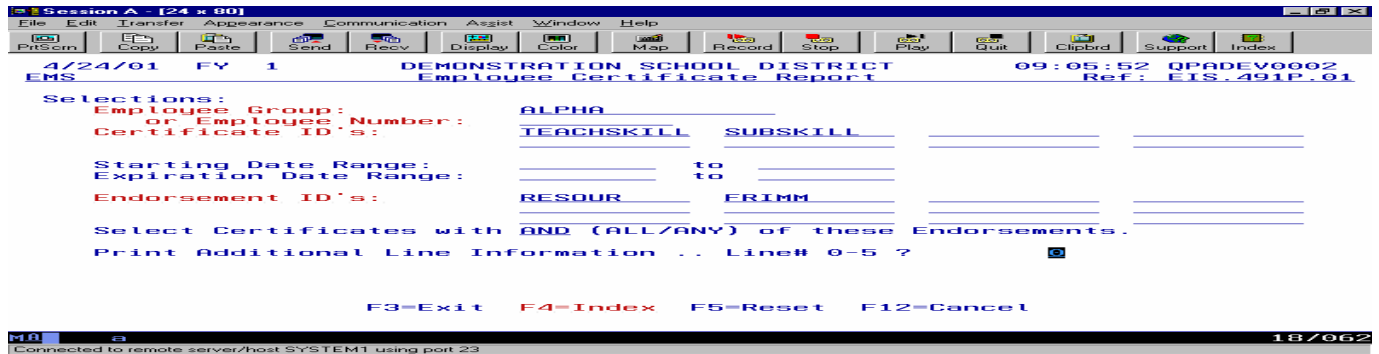 Session A - [24 x 80]
File Edit Transfer Appearance Communication Assist Window Help
PrtScrn Copy Paste Send Recv Display Color Map Record Stop Play Quit Clipbrd Support Index
4/24/01 FY 1 DEMONSTRATION SCHOOL DISTRICT 09:05:52 QPADEV0002
EMS Employee Certificate Report Ref: EIS.491P.01
Selections:
Employee Group: ALPHA
or Employee Number:
Certificate ID's: TEACHSKILL SUBSKILL
Starting Date Range: to
Expiration Date Range: to
Endorsement ID's: RESOUR FRIMM
Select Certificates with AND (ALL/ANY) of these Endorsements.
Print Additional Line Information .. Line# 0-5 ? 0
F3=Exit F4=Index F5=Reset F12=Cancel
MA a 18/062
Connected to remote server/host SYSTEM1 using port 23